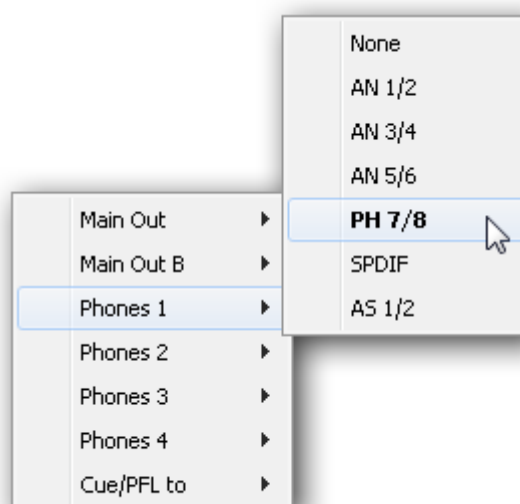 None
AN 1/2
AN 3/4
AN 5/6
PH 7/8
SPDIF
AS 1/2
Main Out
Main Out B
Phones 1
Phones 2
Phones 3
Phones 4
Cue/PFL to